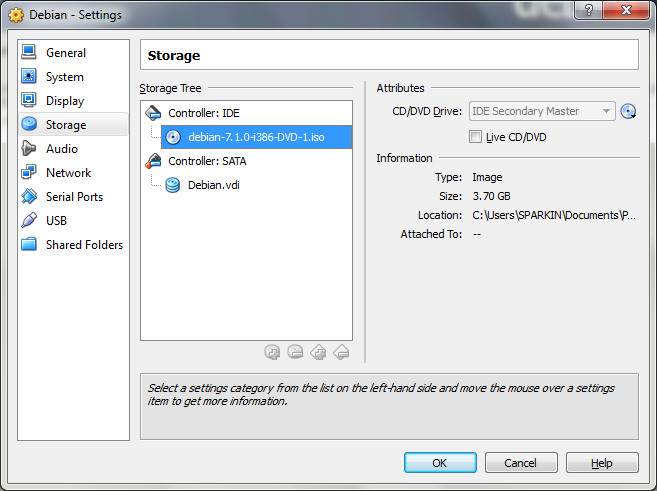 Debian - Settings
General
System
Display
Storage
Audio
Network
Serial Ports
USB
Shared Folders
Storage
Storage Tree
Controller: IDE
debian-7.1.0-i386-DVD-1.iso
Controller: SATA
Debian.vdi
Attributes
CD/DVD Drive: IDE Secondary Master
Live CD/DVD
Information
Type: Image
Size: 3.70 GB
Location: C:\Users\SPARKIN\Documents\P...
Attached To: --
Select a settings category from the list on the left-hand side and move the mouse over a settings
item to get more information.
OK Cancel Help